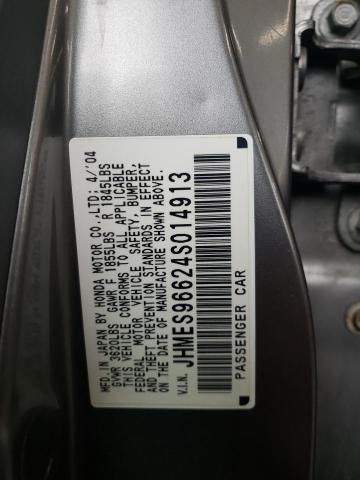 MFD. IN JAPAN BY HONDA MOTOR CO., LTD; 4/'04
GVWR 3620LBS GAWR F 1855LBS R 1845LBS
THIS VEHICLE CONFORMS TO ALL APPLICABLE
FEDERAL MOTOR VEHICLE SAFETY, BUMPER,
AND THEFT PREVENTION STANDARDS IN EFFECT
ON THE DATE OF MANUFACTURE SHOWN ABOVE.
V.I.N. JHMES96624S014913
PASSENGER CAR